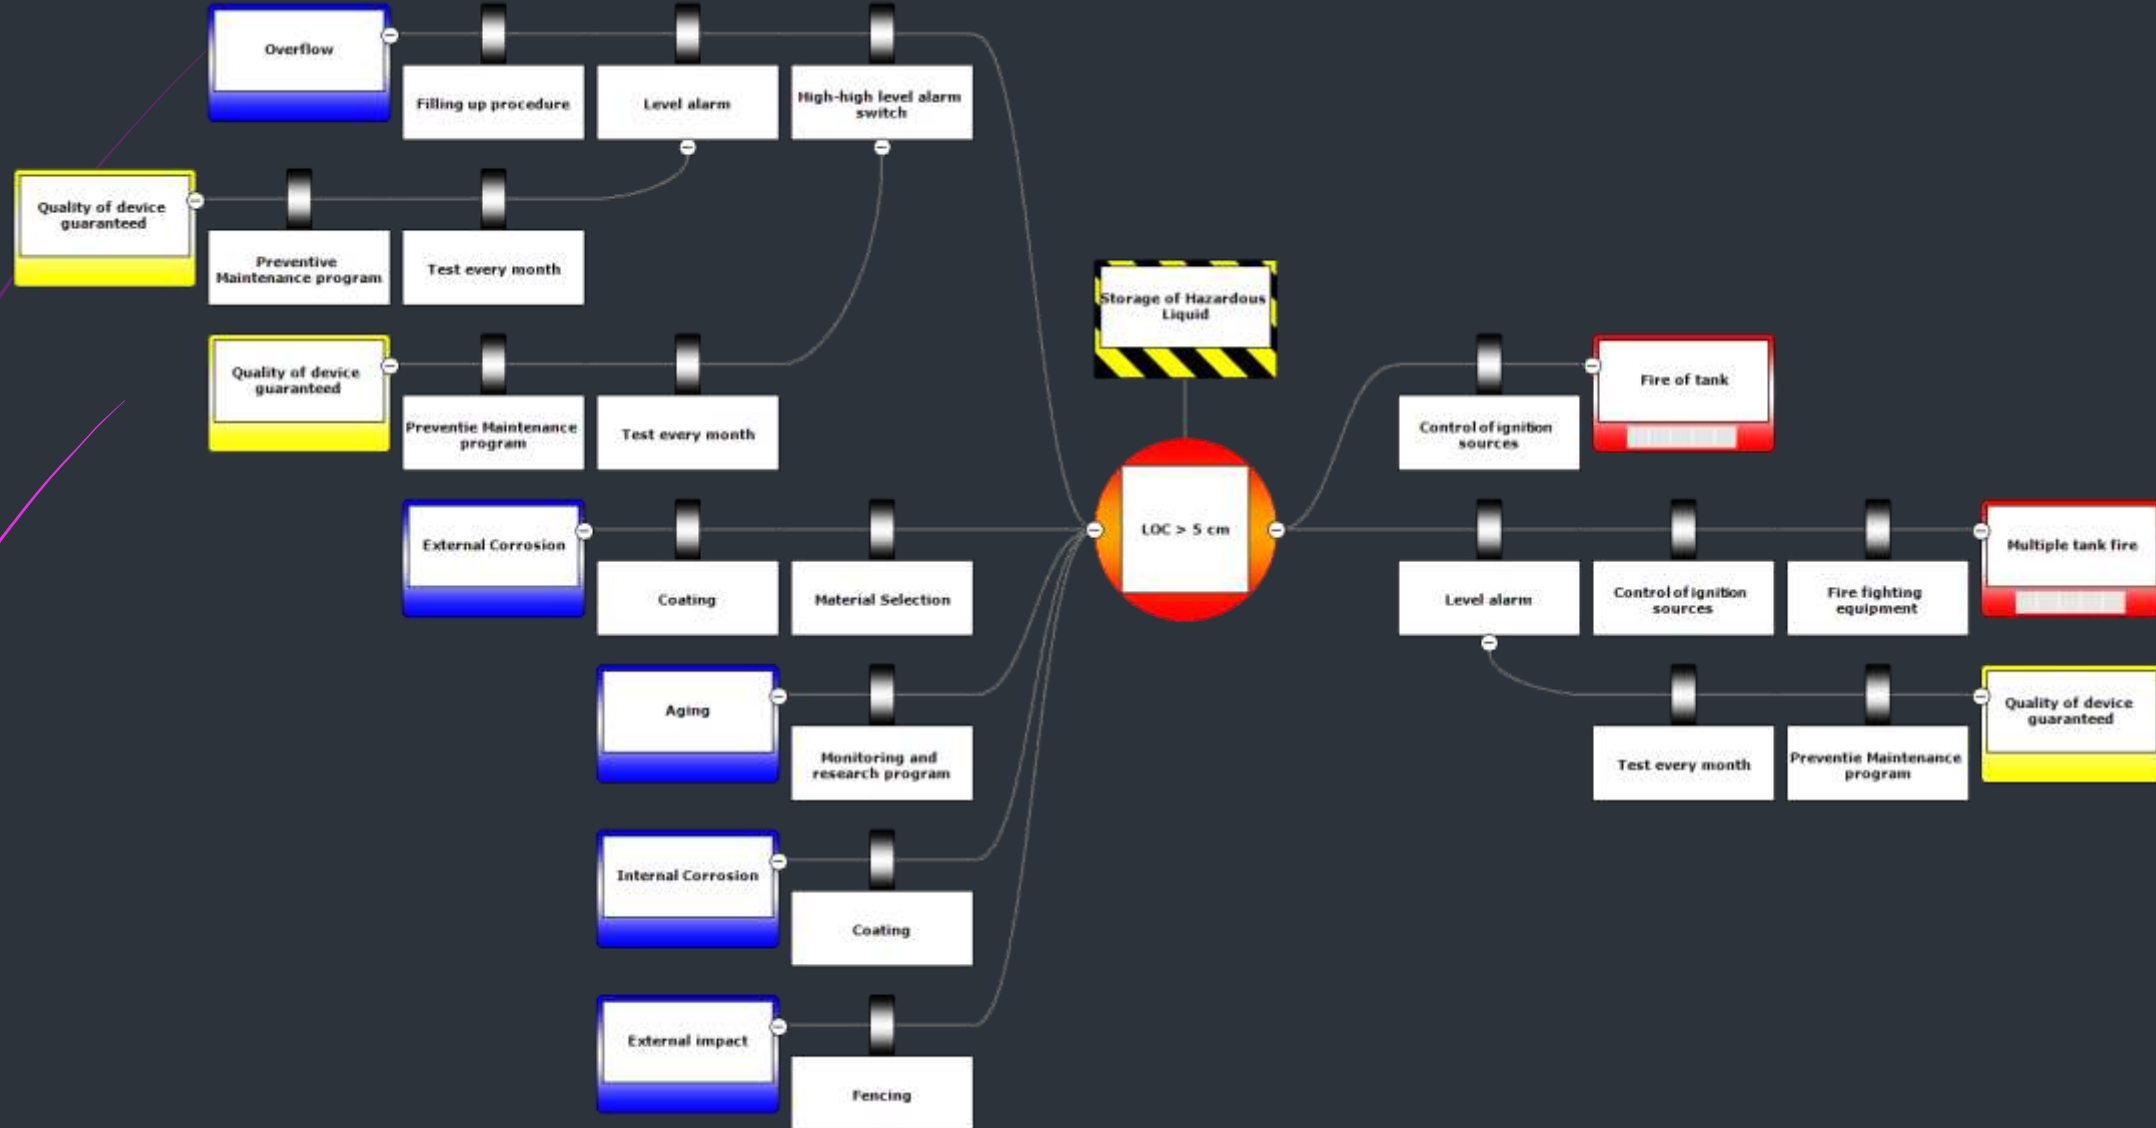 Overflow
Filling up procedure
Level alarm
High-high level alarm
switch
Quality of device
guaranteed
Preventive
Maintenance program
Test every month
Quality of device
guaranteed
Preventie Maintenance
program
Test every month
External Corrosion
Coating
Material Selection
Aging
Monitoring and
research program
Internal Corrosion
Coating
External impact
Fencing
Storage of Hazardous
Liquid
LOC > 5 cm
Control of ignition
sources
Fire of tank
Level alarm
Control of ignition
sources
Fire fighting
equipment
Multiple tank fire
Test every month
Preventie Maintenance
program
Quality of device
guaranteed